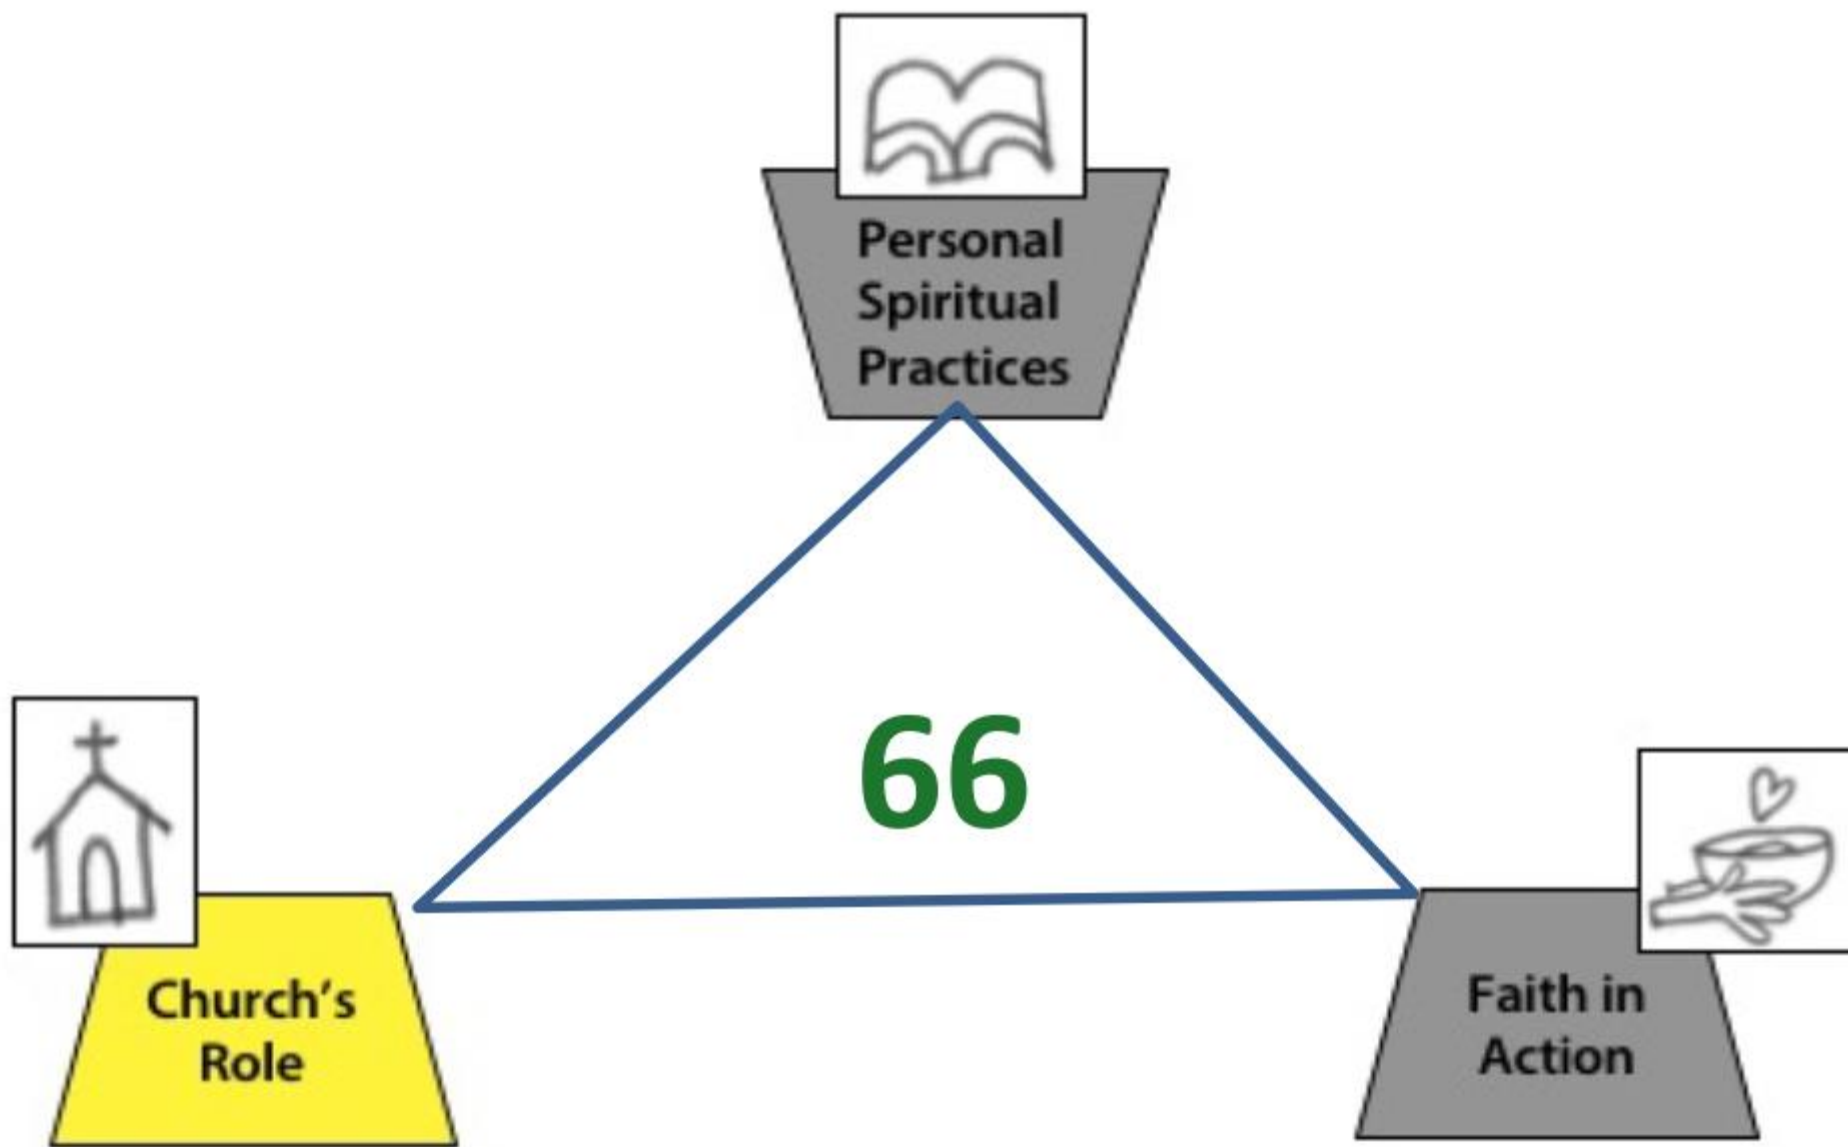 Personal
Spiritual
Practices
66
Church's
Role
Faith in
Action